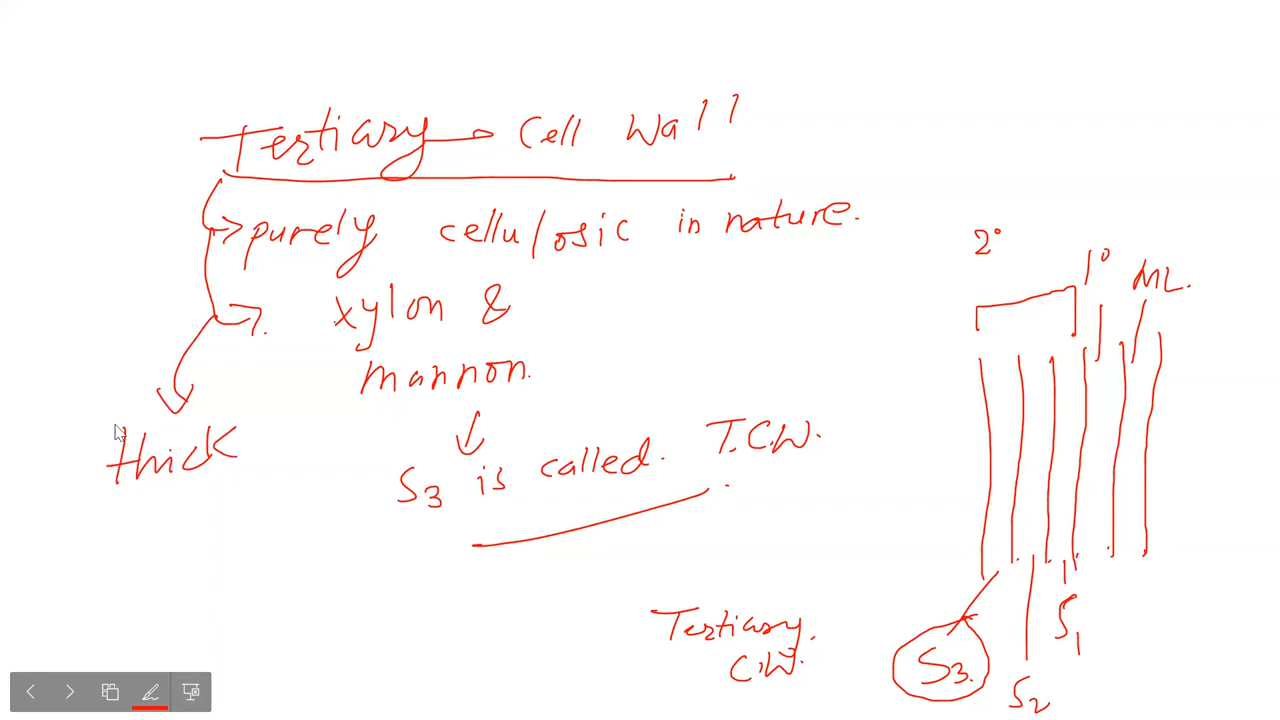 Tertiary → Cell Wall
→ purely cellulosic in nature.
→ xylon &
mannon.
thick
S3 is called. T.C.W.
2° 1° ML.
Tertiary.
C.W.
S3. S2 S1